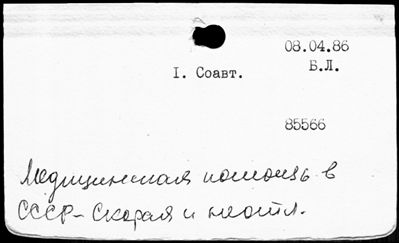 08.04.86
Б.Л.
I. Соавт.
85566
Медицинская помощь в
СССР - Скорая и неотл.